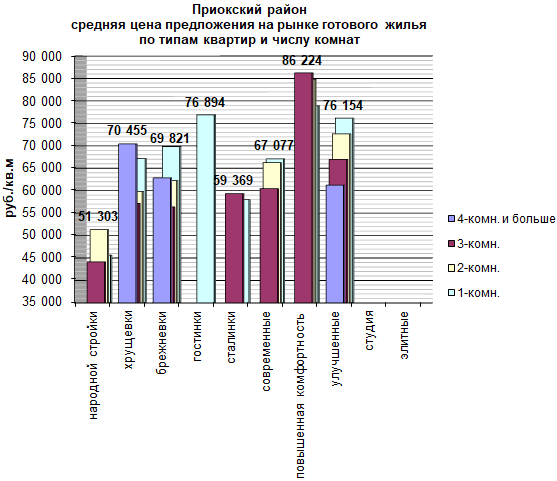 Приокский район
средняя цена предложения на рынке готового жилья
по типам квартир и числу комнат
руб./кв.м
90 000
85 000
80 000
75 000
70 000
65 000
60 000
55 000
50 000
45 000
40 000
35 000
51 303
70 455
69 821
76 894
59 369
67 077
86 224
76 154
народной стройки
хрущевки
брежневки
гостинки
сталинки
современные
повышенная комфортность
улучшенные
студия
элитные
4-комн. и больше
3-комн.
2-комн.
1-комн.